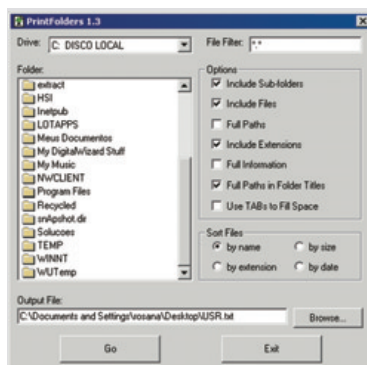 PrintFolders 1.3
Drive: C: DISCO LOCAL
File Filter: *.*
Folder:
extract
HSI
Inetpub
LOTAPPS
Meus Documentos
My DigitalWizard Stuff
My Music
NWCLIENT
Program Files
Recycled
snApshot.dir
Solucoes
TEMP
WINNT
WUTemp
Options
Include Sub-folders
Include Files
Full Paths
Include Extensions
Full Information
Full Paths in Folder Titles
Use TABs to Fill Space
Sort Files
by name by size
by extension by date
Output File:
C:\Documents and Settings\rosana\Desktop\USR.txt Browse...
Go Exit